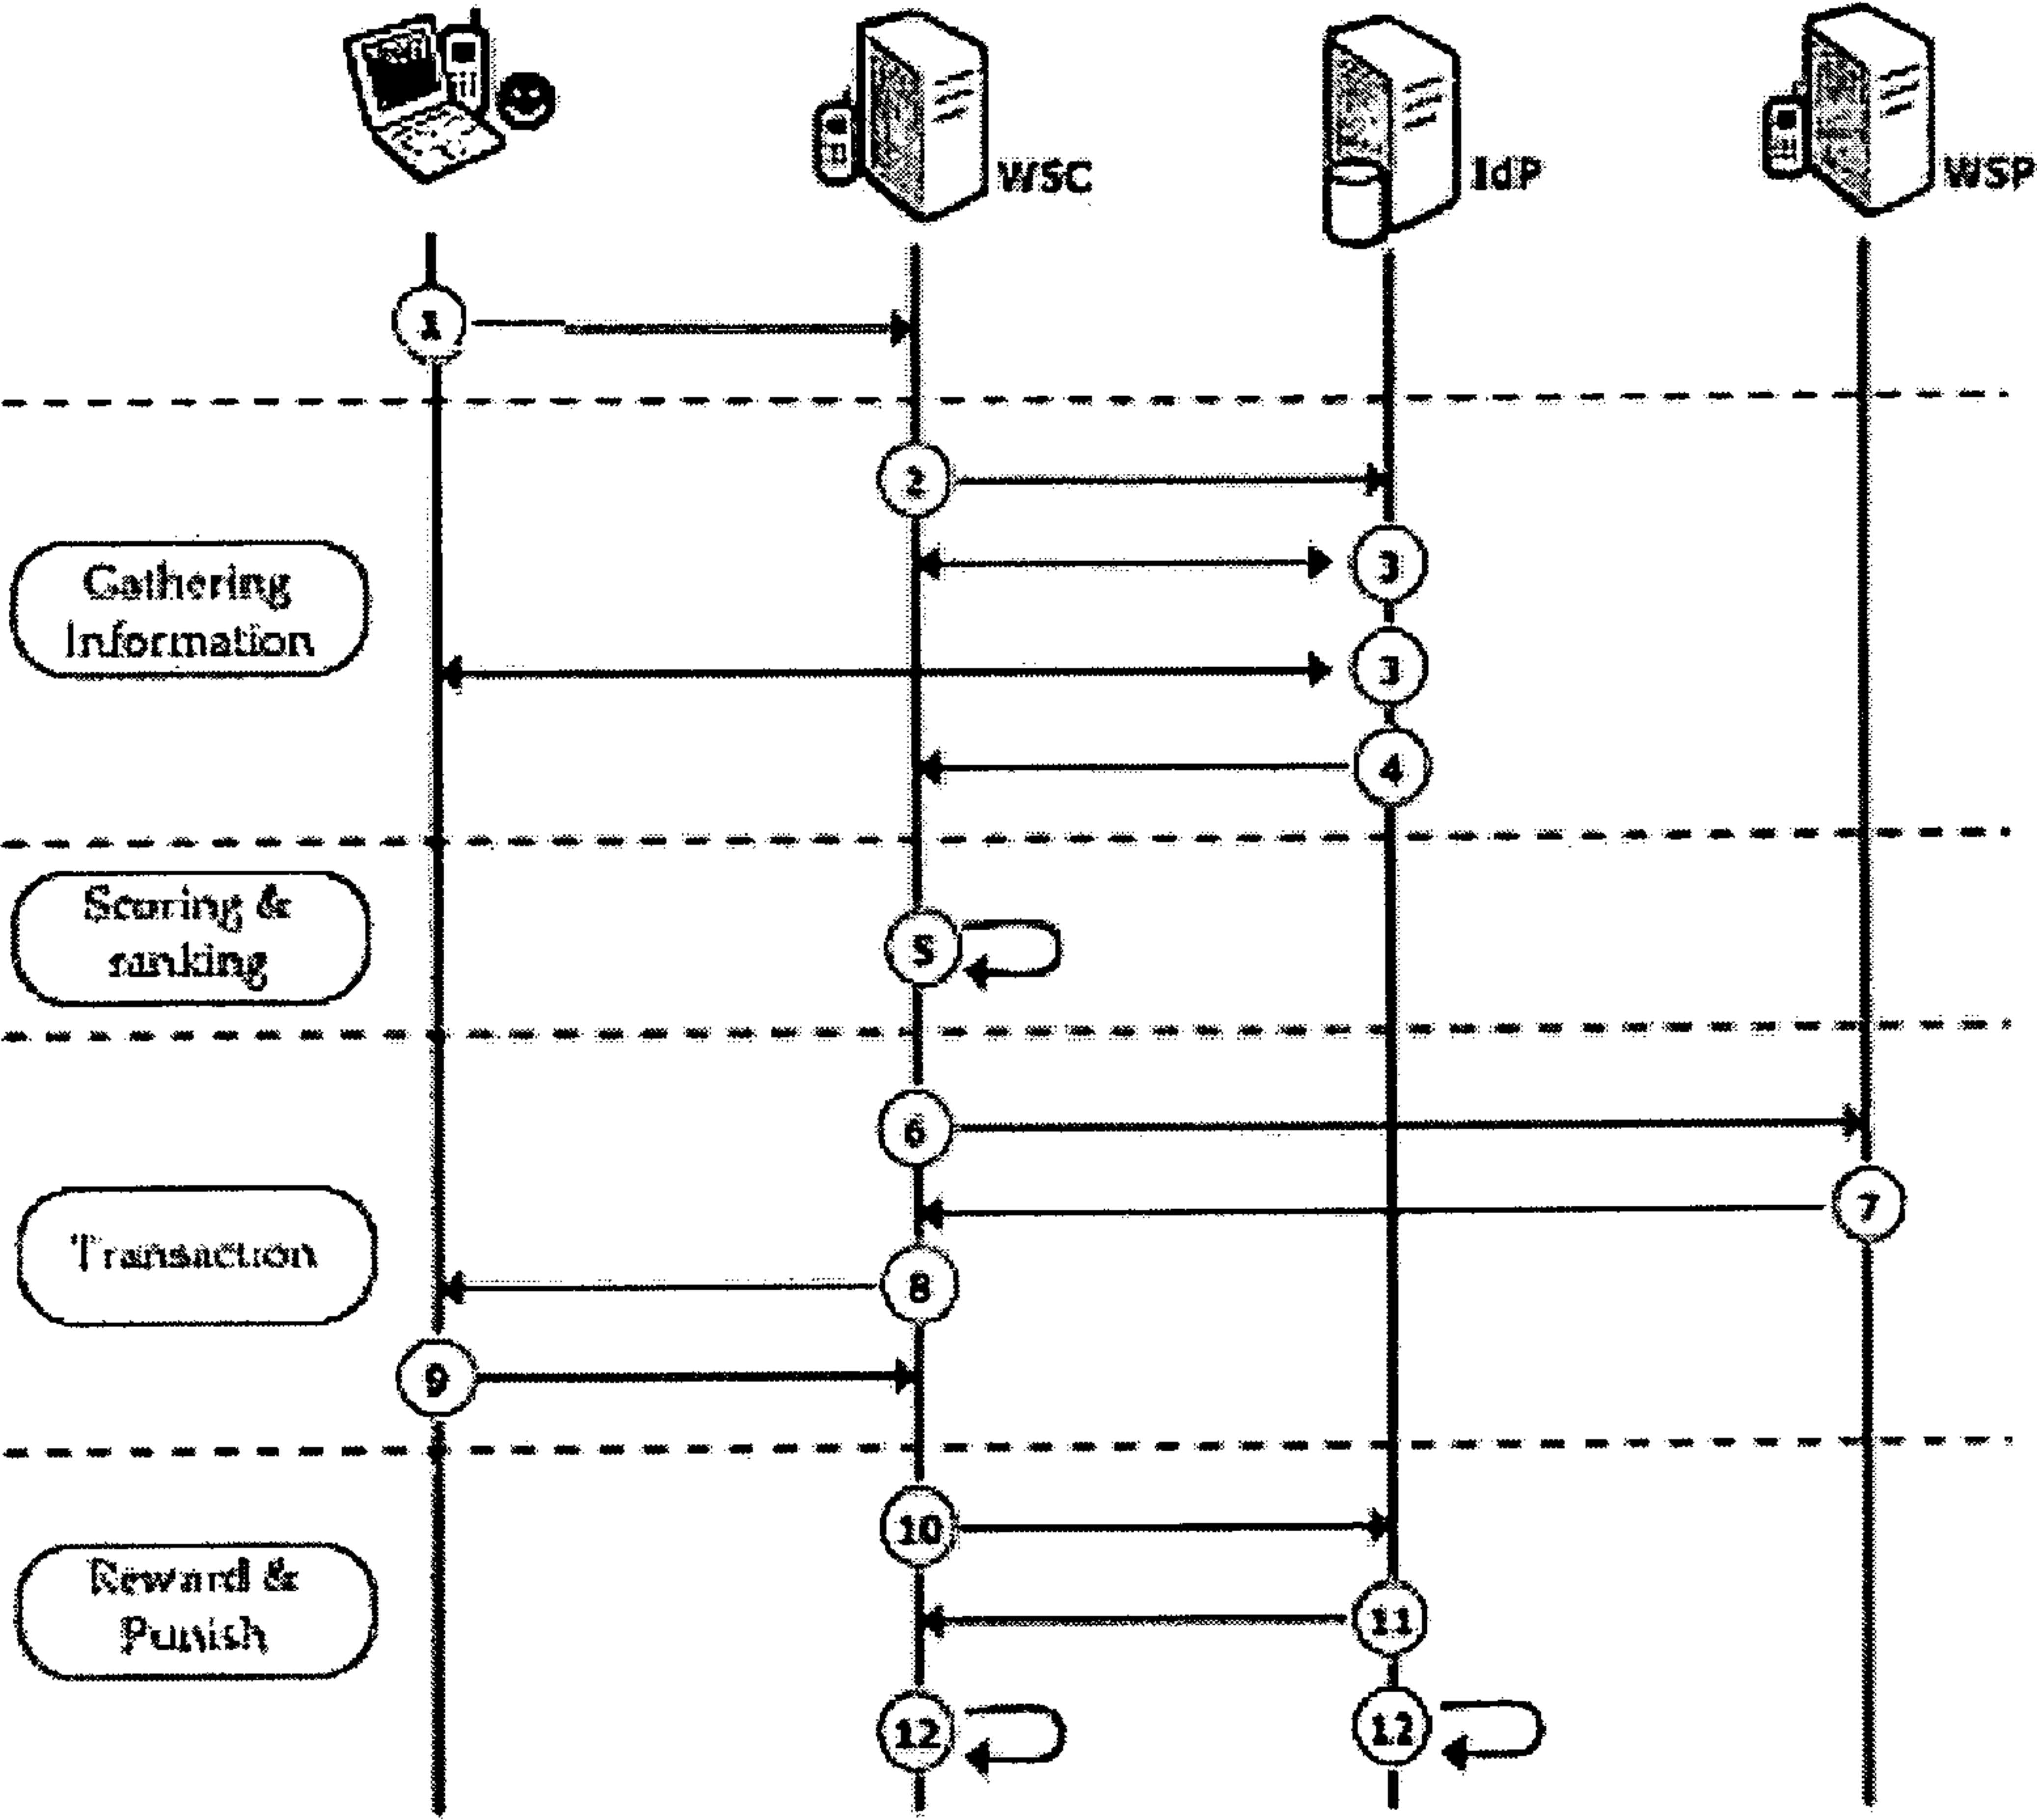 WSC
IdP
WSP
1
2
3
Gathering
Information
3
4
Scoring &
ranking
5
6
7
Transaction
8
9
10
Reward &
Punish
11
12
12